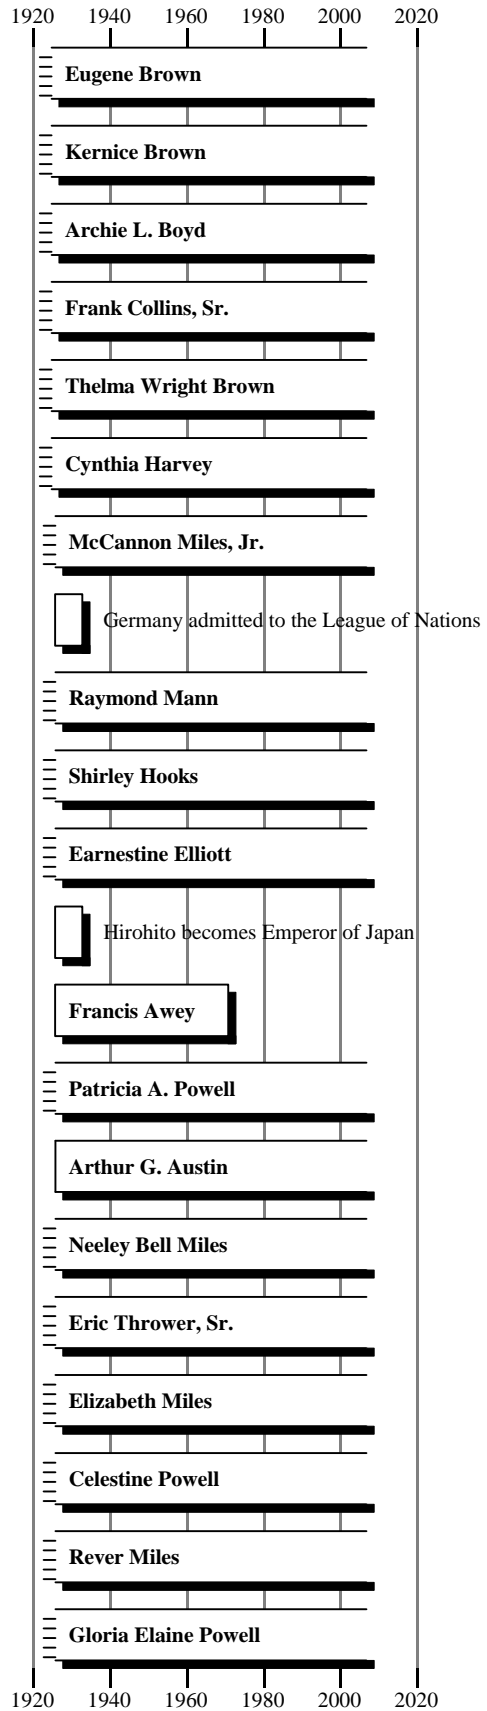 1920 1940 1960 1980 2000 2020
Eugene Brown
Kernice Brown
Archie L. Boyd
Frank Collins, Sr.
Thelma Wright Brown
Cynthia Harvey
McCannon Miles, Jr.
Germany admitted to the League of Nations
Raymond Mann
Shirley Hooks
Earnestine Elliott
Hirohito becomes Emperor of Japan
Francis Awey
Patricia A. Powell
Arthur G. Austin
Neeley Bell Miles
Eric Thrower, Sr.
Elizabeth Miles
Celestine Powell
Rever Miles
Gloria Elaine Powell
1920 1940 1960 1980 2000 2020